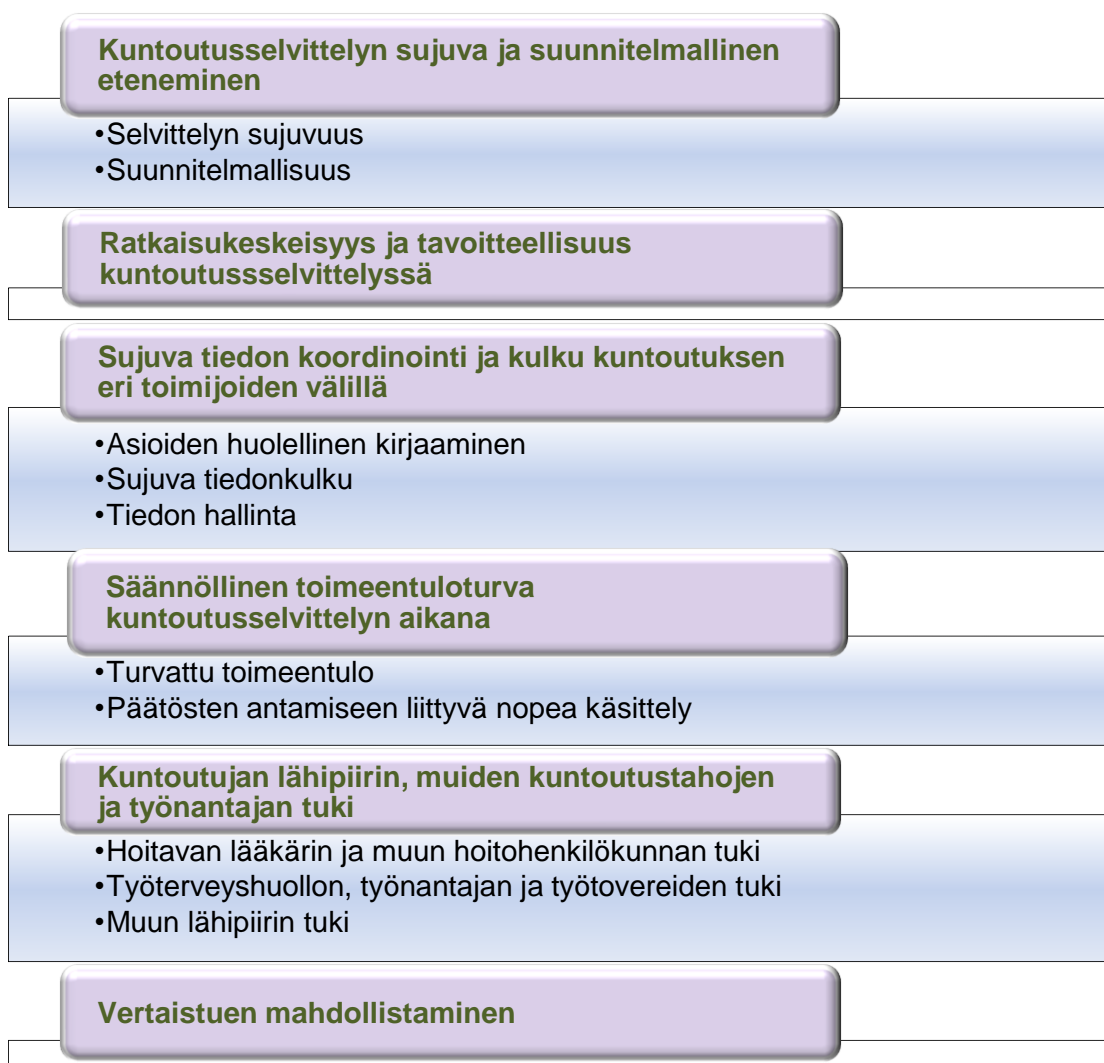 Kuntoutusselvittelyn sujuva ja suunnitelmallinen
eteneminen
•Selvittelyn sujuvuus
•Suunnitelmallisuus
Ratkaisukeskeisyys ja tavoitteellisuus
kuntoutussselvittelyssä
Sujuva tiedon koordinointi ja kulku kuntoutuksen
eri toimijoiden välillä
•Asioiden huolellinen kirjaaminen
•Sujuva tiedonkulku
•Tiedon hallinta
Säännöllinen toimeentuloturva
kuntoutusselvittelyn aikana
•Turvattu toimeentulo
•Päätösten antamiseen liittyvä nopea käsittely
Kuntoutujan lähipiirin, muiden kuntoutustahojen
ja työnantajan tuki
•Hoitavan lääkärin ja muun hoitohenkilökunnan tuki
•Työterveyshuollon, työnantajan ja työtovereiden tuki
•Muun lähipiirin tuki
Vertaistuen mahdollistaminen